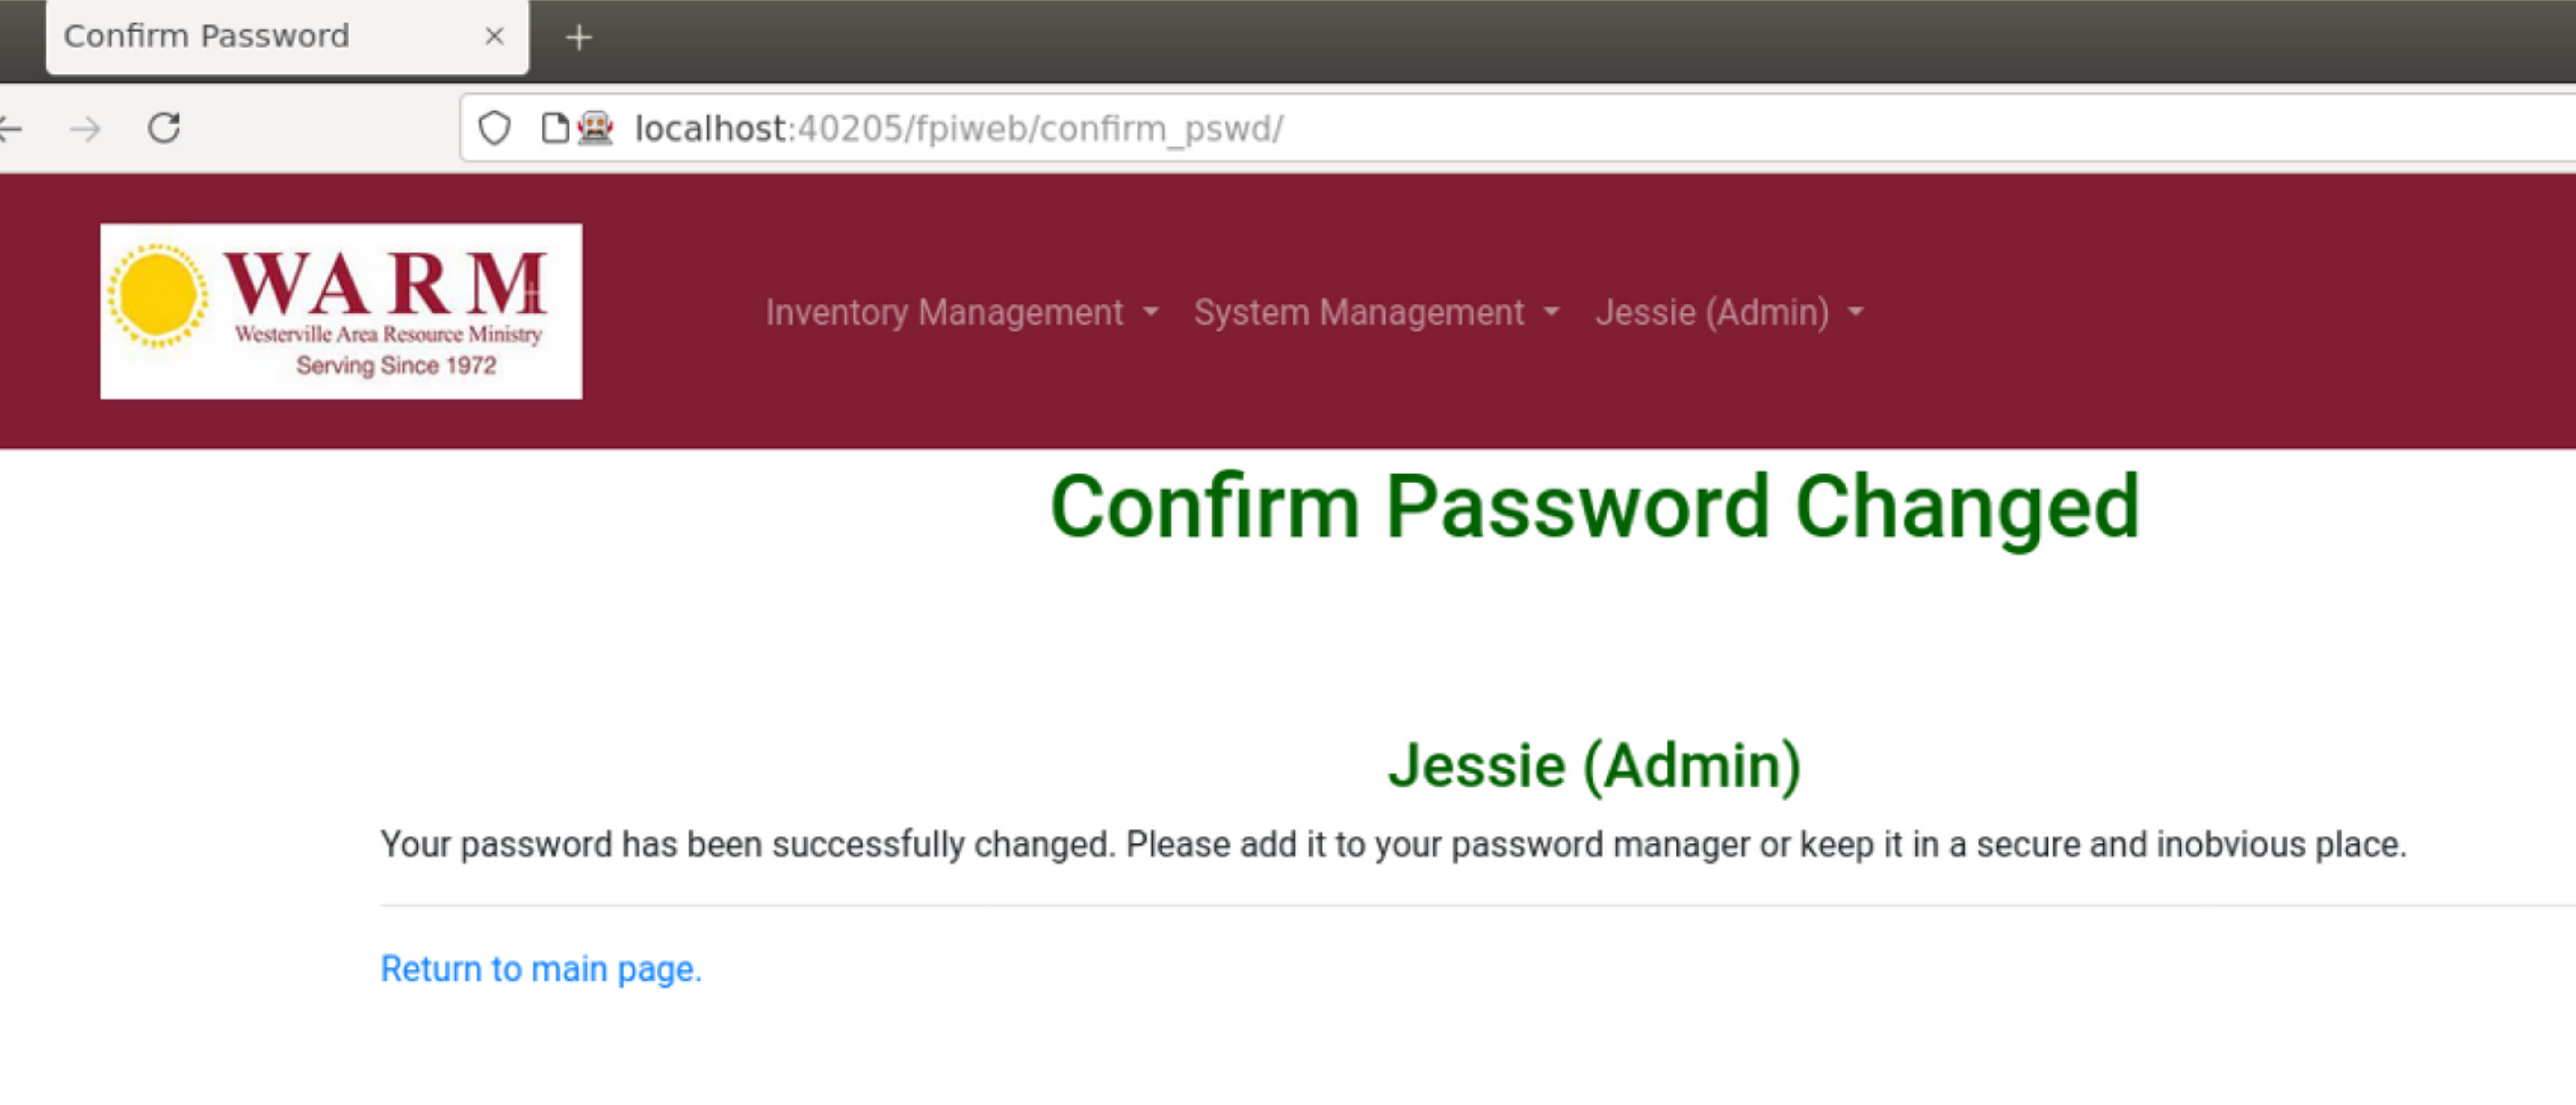 Confirm Password
localhost:40205/fpiweb/confirm_pswd/
WARM
Westerville Area Resource Ministry
Serving Since 1972
Inventory Management System Management Jessie (Admin)
Confirm Password Changed
Jessie (Admin)
Your password has been successfully changed. Please add it to your password manager or keep it in a secure and inobvious place.
Return to main page.